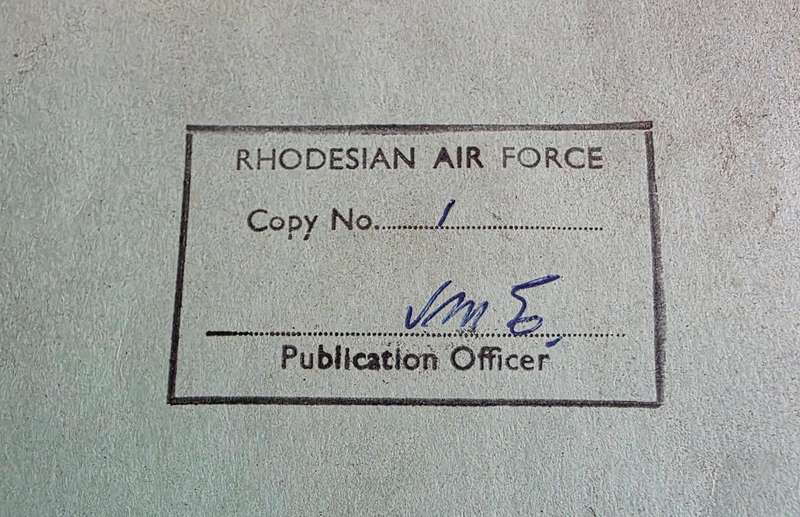 RHODESIAN AIR FORCE
Copy No. 1
Publication Officer